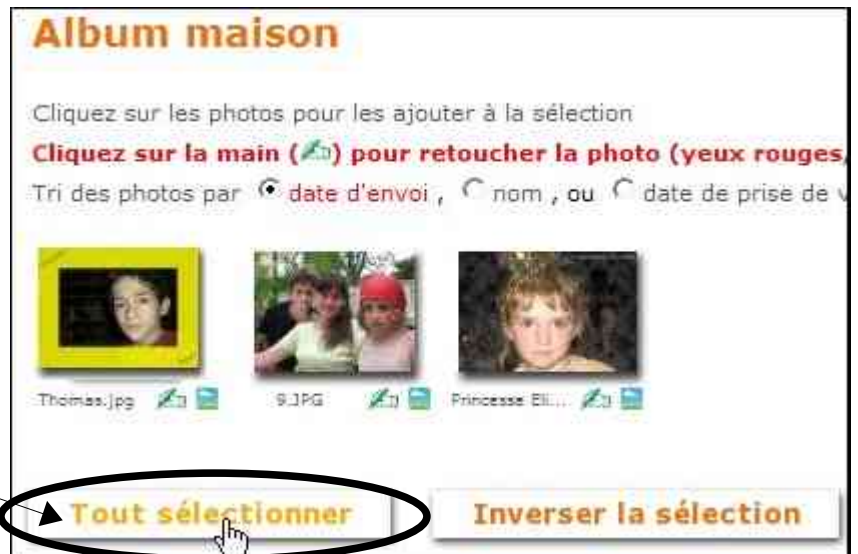 Album maison
Cliquez sur les photos pour les ajouter à la sélection
Cliquez sur la main () pour retoucher la photo (yeux rouges,
Tri des photos par date d'envoi , nom , ou date de prise de v
Thomas.jpg 9.JPG Princesse Eli...
Tout sélectionner Inverser la sélection